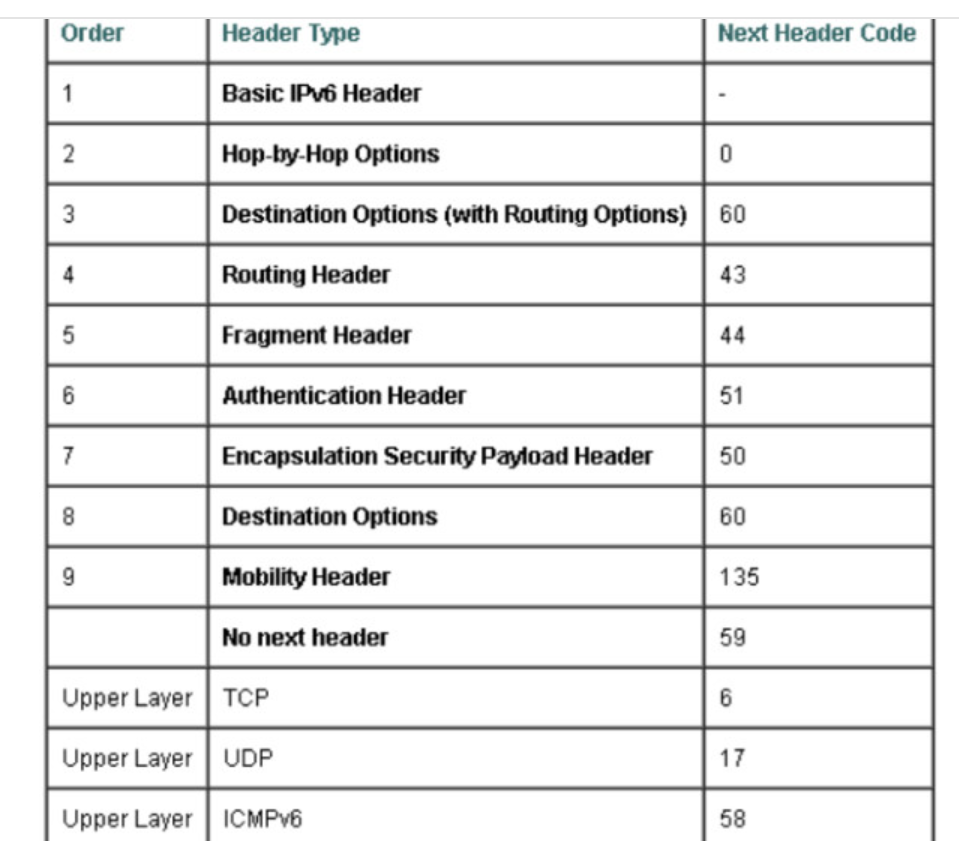 Order Header Type Next Header Code
1 Basic IPv6 Header -
2 Hop-by-Hop Options 0
3 Destination Options (with Routing Options) 60
4 Routing Header 43
5 Fragment Header 44
6 Authentication Header 51
7 Encapsulation Security Payload Header 50
8 Destination Options 60
9 Mobility Header 135
No next header 59
Upper Layer TCP 6
Upper Layer UDP 17
Upper Layer ICMPv6 58